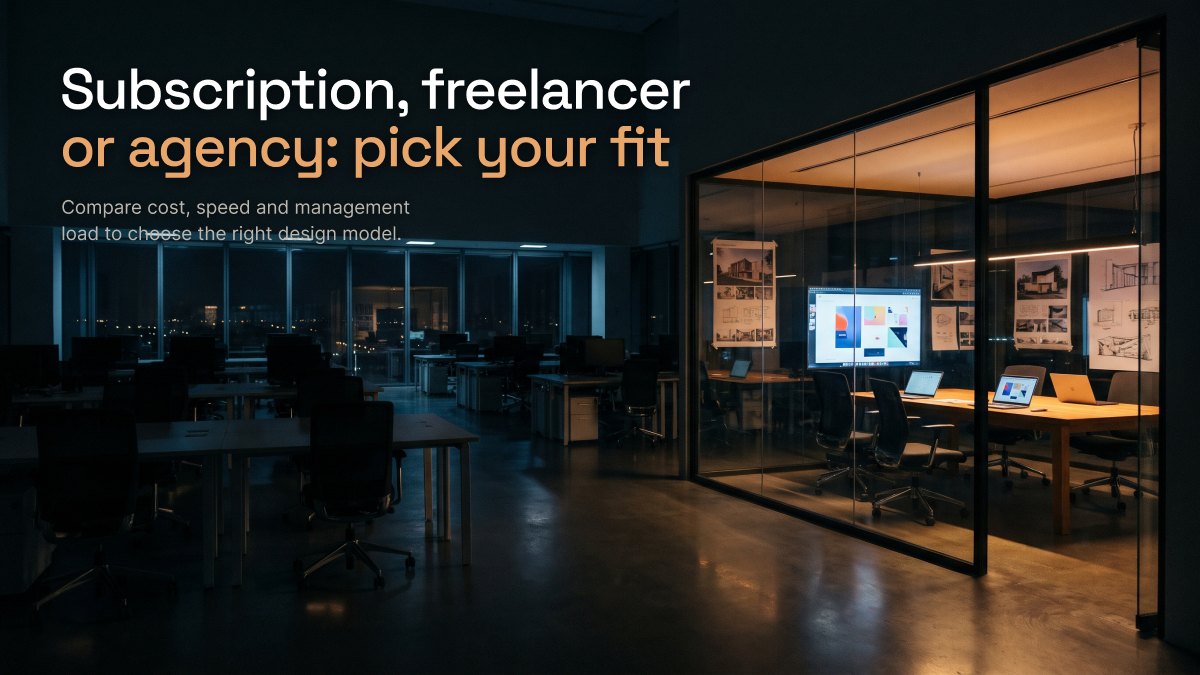 Subscription, freelancer
or agency: pick your fit
Compare cost, speed and management
load to choose the right design model.